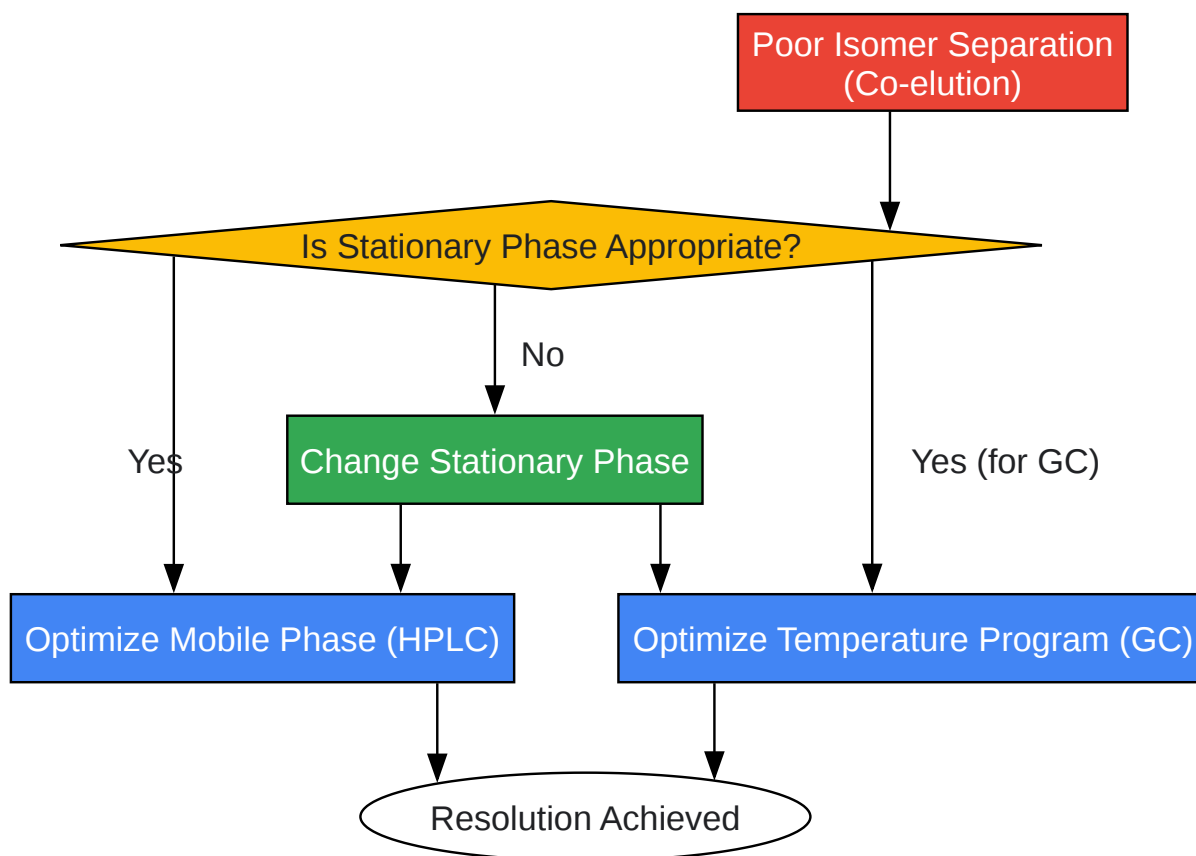 Poor Isomer Separation
(Co-elution)
Is Stationary Phase Appropriate?
No
Yes
Change Stationary Phase
Yes (for GC)
Optimize Mobile Phase (HPLC)
Optimize Temperature Program (GC)
Resolution Achieved